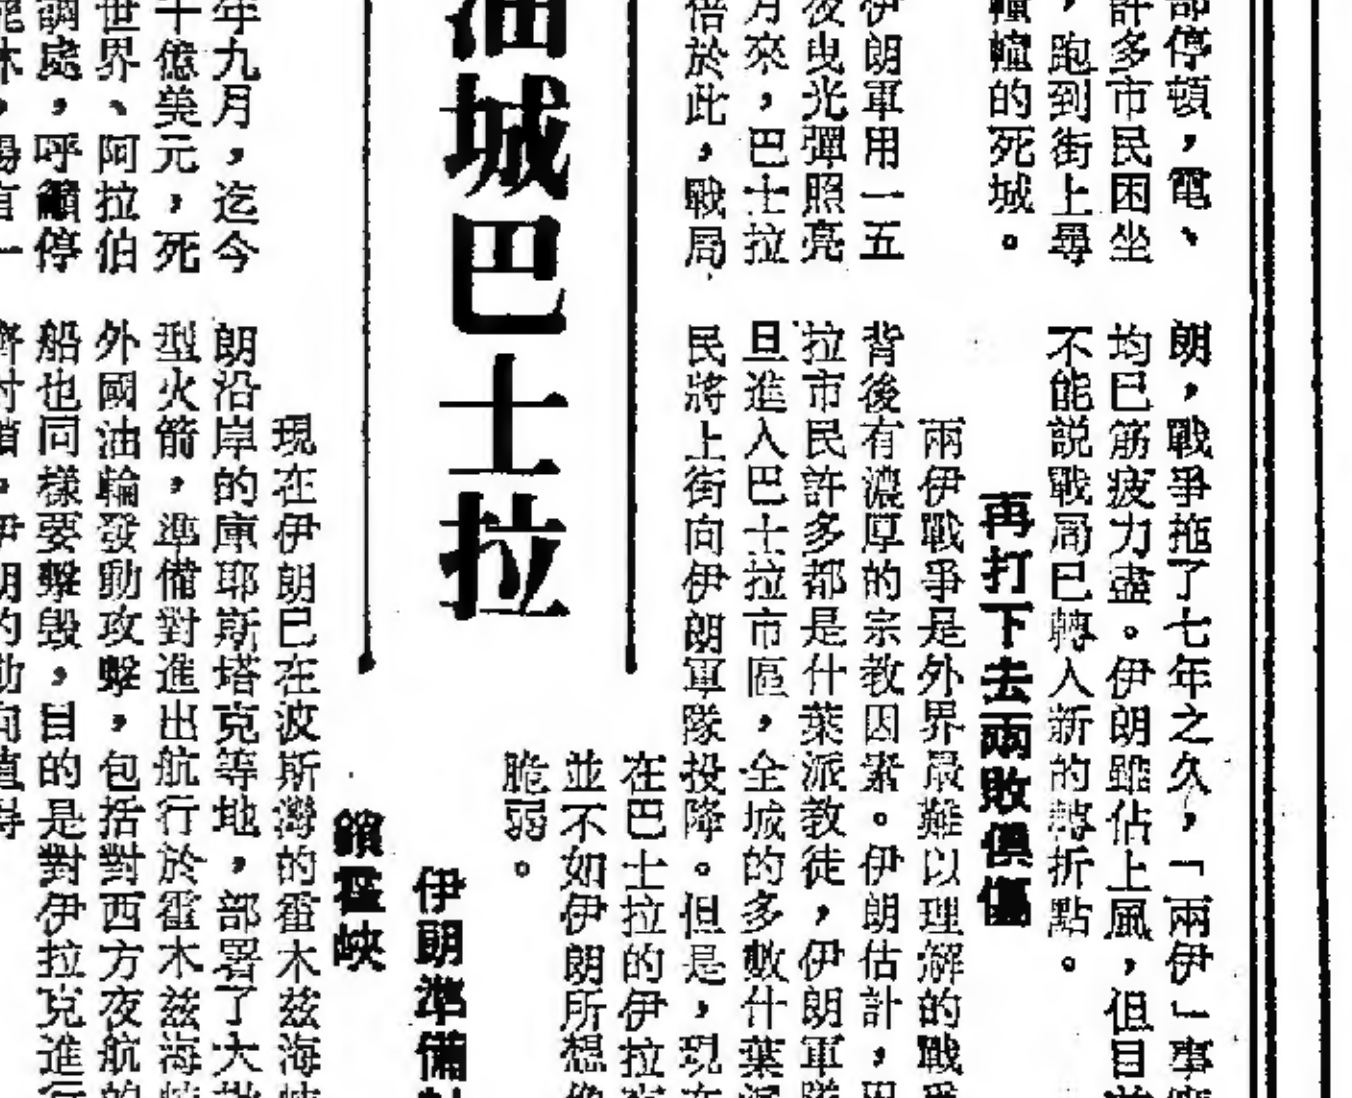 部停頓，電、
許多市民困坐
，跑到街上尋
幢幢的死城。
伊朗軍用一五
夜曳光彈照亮
月來，巴士拉
倍於此，戰局
油城巴士拉
年九月，迄今
十億美元，死
世界、阿拉伯
調處，呼籲停
朗，戰爭拖了七年之久，「兩伊」事
均已筋疲力盡。伊朗雖佔上風，但目
不能説戰局已轉入新的轉折點。
再打下去兩敗俱傷
兩伊戰爭是外界最難以理解的戰
背後有濃厚的宗教因素。伊朗估計，
拉市民許多都是什葉派教徒，伊朗軍
旦進入巴士拉市區，全城的多數什葉
民將上街向伊朗軍隊投降。但是，現
在巴士拉的伊拉
並不如伊朗所想
脆弱。
伊朗準備
鎖霍峽
現在伊朗已在波斯灣的霍木茲海
朗沿岸的庫耶斯塔克等地，部署了大
型火箭，準備對進出航行於霍木茲海
外國油輪發動攻擊，包括對西方夜航
船也同樣要擊毀，目的是對伊拉克進行